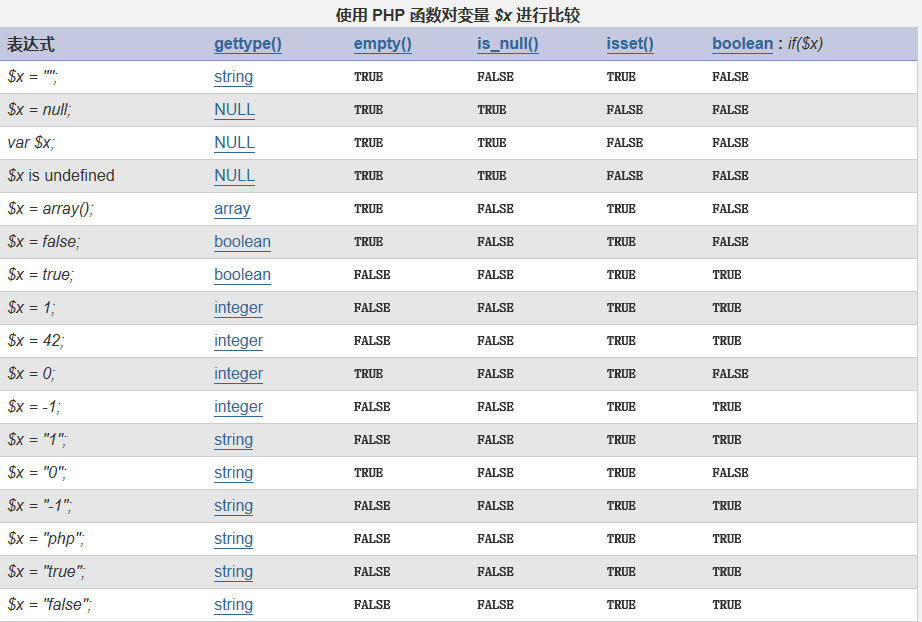 使用 PHP 函数对变量 $x 进行比较
表达式 gettype() empty() is_null() isset() boolean : if($x)
$x = ""; string TRUE FALSE TRUE FALSE
$x = null; NULL TRUE TRUE FALSE FALSE
var $x; NULL TRUE TRUE FALSE FALSE
$x is undefined NULL TRUE TRUE FALSE FALSE
$x = array(); array TRUE FALSE TRUE FALSE
$x = false; boolean TRUE FALSE TRUE FALSE
$x = true; boolean FALSE FALSE TRUE TRUE
$x = 1; integer FALSE FALSE TRUE TRUE
$x = 42; integer FALSE FALSE TRUE TRUE
$x = 0; integer TRUE FALSE TRUE FALSE
$x = -1; integer FALSE FALSE TRUE TRUE
$x = "1"; string FALSE FALSE TRUE TRUE
$x = "0"; string TRUE FALSE TRUE FALSE
$x = "-1"; string FALSE FALSE TRUE TRUE
$x = "php"; string FALSE FALSE TRUE TRUE
$x = "true"; string FALSE FALSE TRUE TRUE
$x = "false"; string FALSE FALSE TRUE TRUE